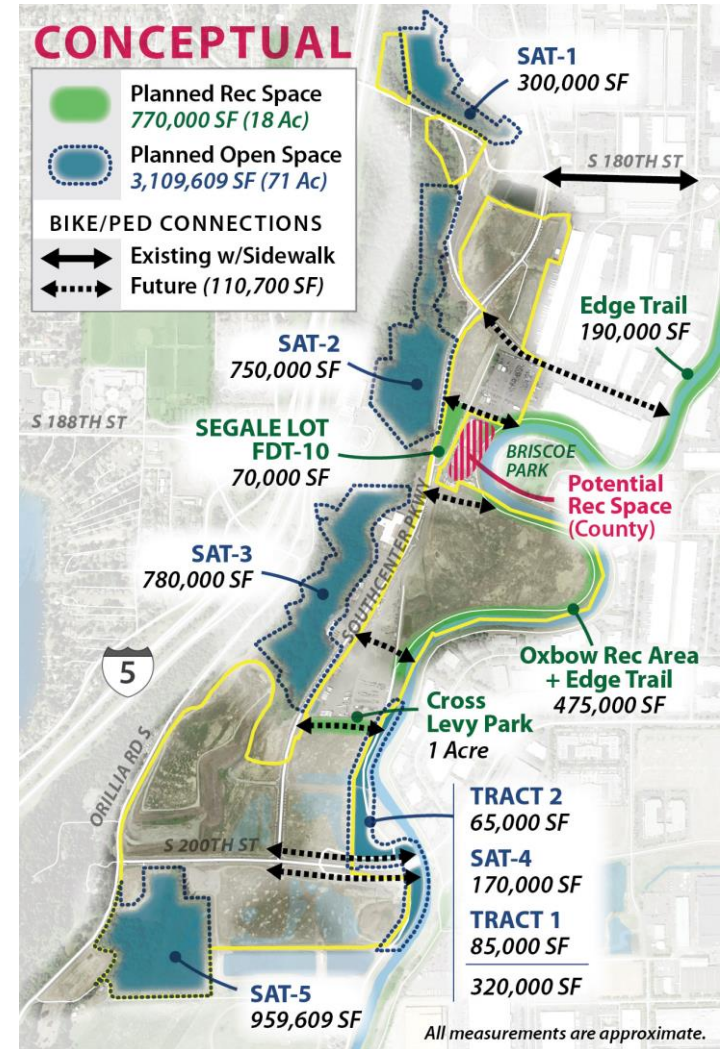 CONCEPTUAL
Planned Rec Space
770,000 SF (18 Ac)
Planned Open Space
3,109,609 SF (71 Ac)
BIKE/PED CONNECTIONS
Existing w/Sidewalk
Future (110,700 SF)
SAT-1
300,000 SF
S 180TH ST
Edge Trail
190,000 SF
SAT-2
750,000 SF
S 188TH ST
SEGALE LOT
FDT-10
70,000 SF
BRISCOE
PARK
Potential
Rec Space
(County)
SOUTHCENTER PKWY
SAT-3
780,000 SF
5
Oxbow Rec Area
+ Edge Trail
475,000 SF
Cross
Levy Park
1 Acre
ORILLIA RD S
S 200TH ST
TRACT 2
65,000 SF
SAT-4
170,000 SF
TRACT 1
85,000 SF
320,000 SF
SAT-5
959,609 SF
All measurements are approximate.